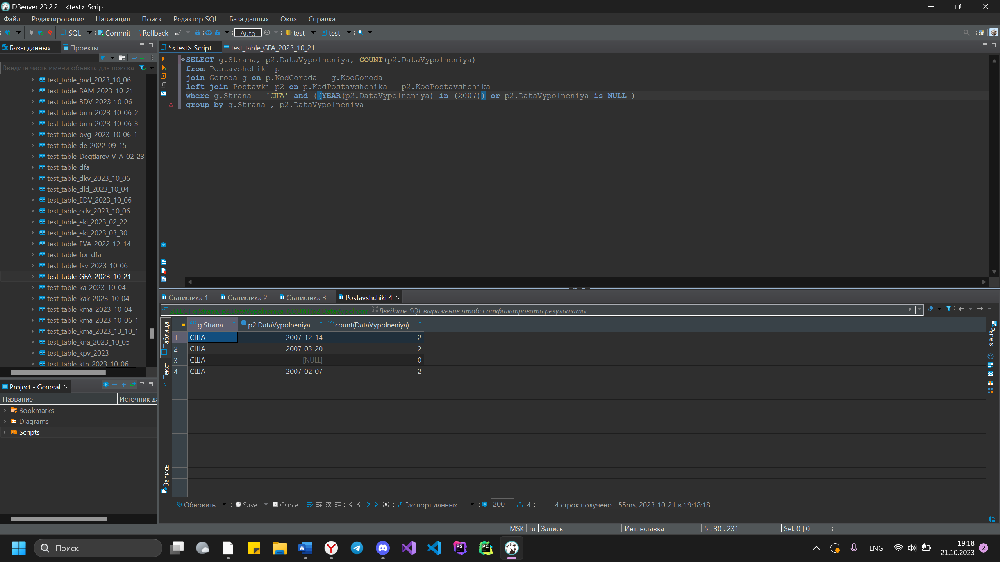 DBeaver 23.2.2 - <test> Script
Файл Редактирование Навигация Поиск Редактор SQL База данных Окна Справка
SQL Commit Rollback Auto test test
Базы данных Проекты
*<test> Script test_table_GFA_2023_10_21
Введите часть имени объекта для поиска
test_table_bad_2023_10_06
test_table_BAM_2023_10_21
test_table_BDV_2023_10_06
test_table_brm_2023_10_06_2
test_table_brm_2023_10_06_3
test_table_bvg_2023_10_06_1
test_table_de_2022_09_15
test_table_Degtiarev_V_A_02_23
test_table_dfa
test_table_dkv_2023_10_06
test_table_dld_2023_10_04
test_table_EDV_2023_10_06
test_table_edv_2023_10_06
test_table_eki_2023_02_22
test_table_eki_2023_03_30
test_table_EVA_2022_12_14
test_table_for_dfa
test_table_fsv_2023_10_06
test_table_GFA_2023_10_21
test_table_ka_2023_10_04
test_table_kak_2023_10_04
test_table_kma_2023_10_04
test_table_kma_2023_10_06_1
test_table_kma_2023_13_10_1
test_table_kna_2023_10_05
test_table_kpv_2023
test_table_ktn_2023_10_06
SELECT g.Strana, p2.DataVypolneniya, COUNT(p2.DataVypolneniya)
from Postavshchiki p
join Goroda g on p.KodGoroda = g.KodGoroda
left join Postavki p2 on p.KodPostavshchika = p2.KodPostavshchika
where g.Strana = 'США' and ((YEAR(p2.DataVypolneniya) in (2007)) or p2.DataVypolneniya is NULL )
group by g.Strana , p2.DataVypolneniya
Статистика 1 Статистика 2 Статистика 3 Postavshchiki 4
SELECT g.Strana, p2.DataVypolneniya, COUNT(p2.DataVypolneni Введите SQL выражение чтобы отфильтровать результаты
Таблица
Текст
Запись
Panels
g.Strana p2.DataVypolneniya 123 count(DataVypolneniya)
1 США 2007-12-14 2
2 США 2007-03-20 2
3 США [NULL] 0
4 США 2007-02-07 2
Обновить Save Cancel Экспорт данных ... 200 4 4 строк получено - 55ms, 2023-10-21 в 19:18:18
Project - General
Название Источник да
Bookmarks
Diagrams
Scripts
MSK ru Запись Инт. вставка 5 : 30 : 231 Sel: 0 | 0
Поиск
ENG
19:18
21.10.2023
2